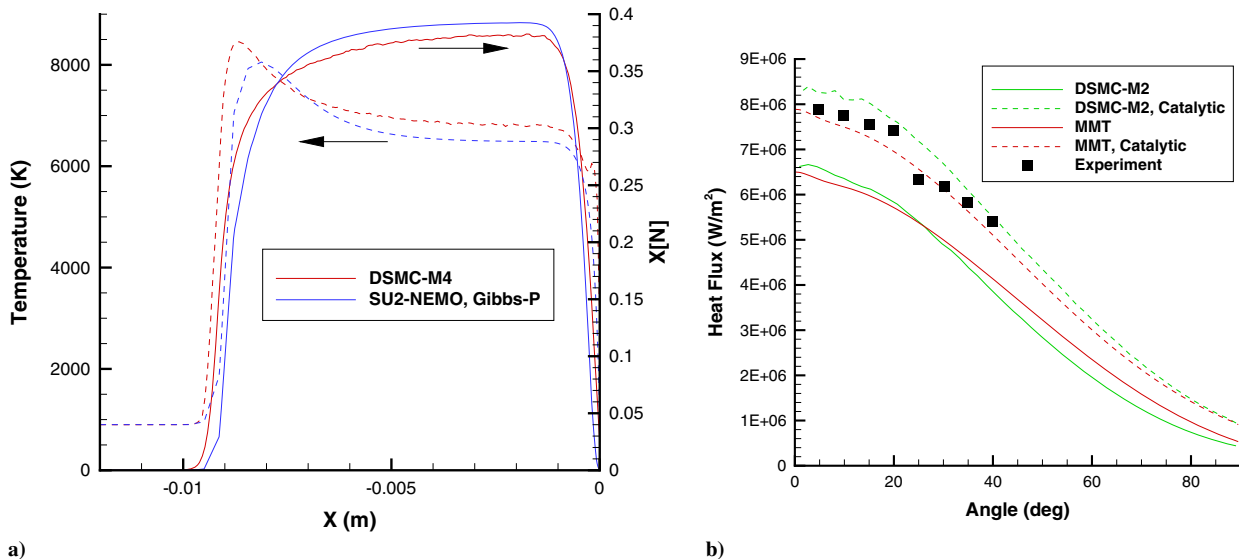 Temperature (K)
8000
6000
4000
2000
0
0.4
0.35
0.3
0.25
0.2
0.15
0.1
0.05
0
X[N]
DSMC-M4
SU2-NEMO, Gibbs-P
-0.01
-0.005
0
X (m)
a)
Heat Flux (W/m²)
9E+06
8E+06
7E+06
6E+06
5E+06
4E+06
3E+06
2E+06
1E+06
0
DSMC-M2
DSMC-M2, Catalytic
MMT
MMT, Catalytic
Experiment
0
20
40
60
80
Angle (deg)
b)